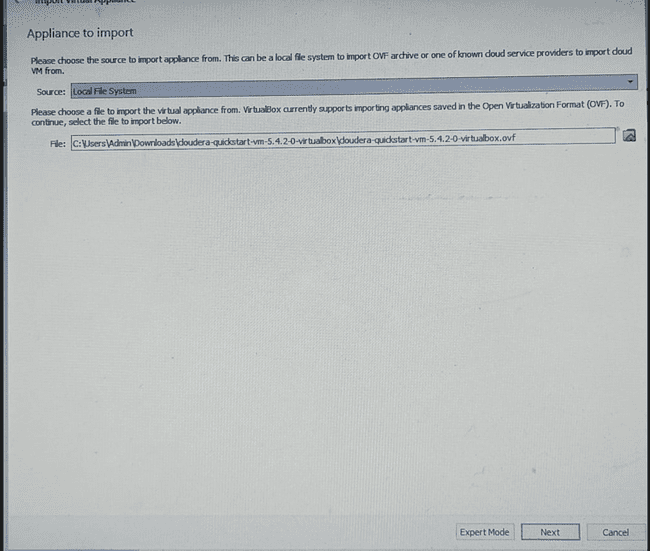 Import Virtual Appliance
Appliance to import
Please choose the source to import appliance from. This can be a local file system to import OVF archive or one of known cloud service providers to import cloud
VM from.
Source: Local File System
Please choose a file to import the virtual appliance from. VirtualBox currently supports importing appliances saved in the Open Virtualization Format (OVF). To
continue, select the file to import below.
File: C:\Users\Admin\Downloads\cloudera-quickstart-vm-5.4.2-0-virtualbox\cloudera-quickstart-vm-5.4.2-0-virtualbox.ovf
Expert Mode Next Cancel